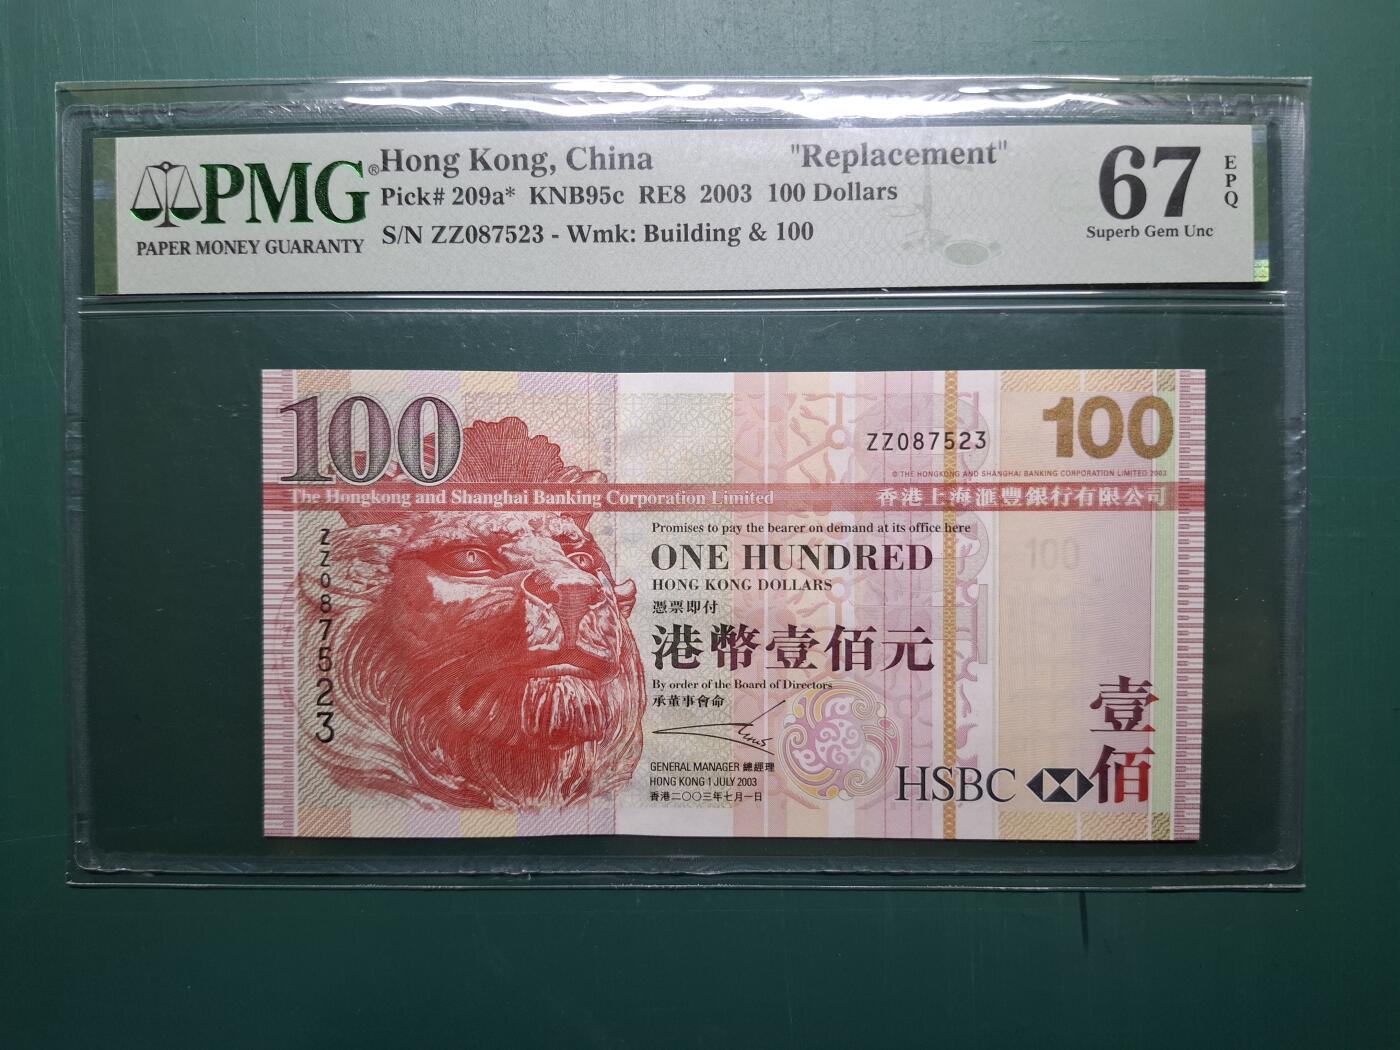 PMG®
PAPER MONEY GUARANTY
Hong Kong, China "Replacement"
Pick# 209a* KNB95c RE8 2003 100 Dollars
S/N ZZ087523 - Wmk: Building & 100
67
EPQ
Superb Gem Unc
100
ZZ087523
100
© THE HONGKONG AND SHANGHAI BANKING CORPORATION LIMITED 2003
The Hongkong and Shanghai Banking Corporation Limited
香港上海滙豐銀行有限公司
ZZ087523
Promises to pay the bearer on demand at its office here
ONE HUNDRED
HONG KONG DOLLARS
憑票即付
港幣壹佰元
By order of the Board of Directors
承董事會命
GENERAL MANAGER 總經理
HONG KONG 1 JULY 2003
香港二〇〇三年七月一日
100
HSBC
壹佰